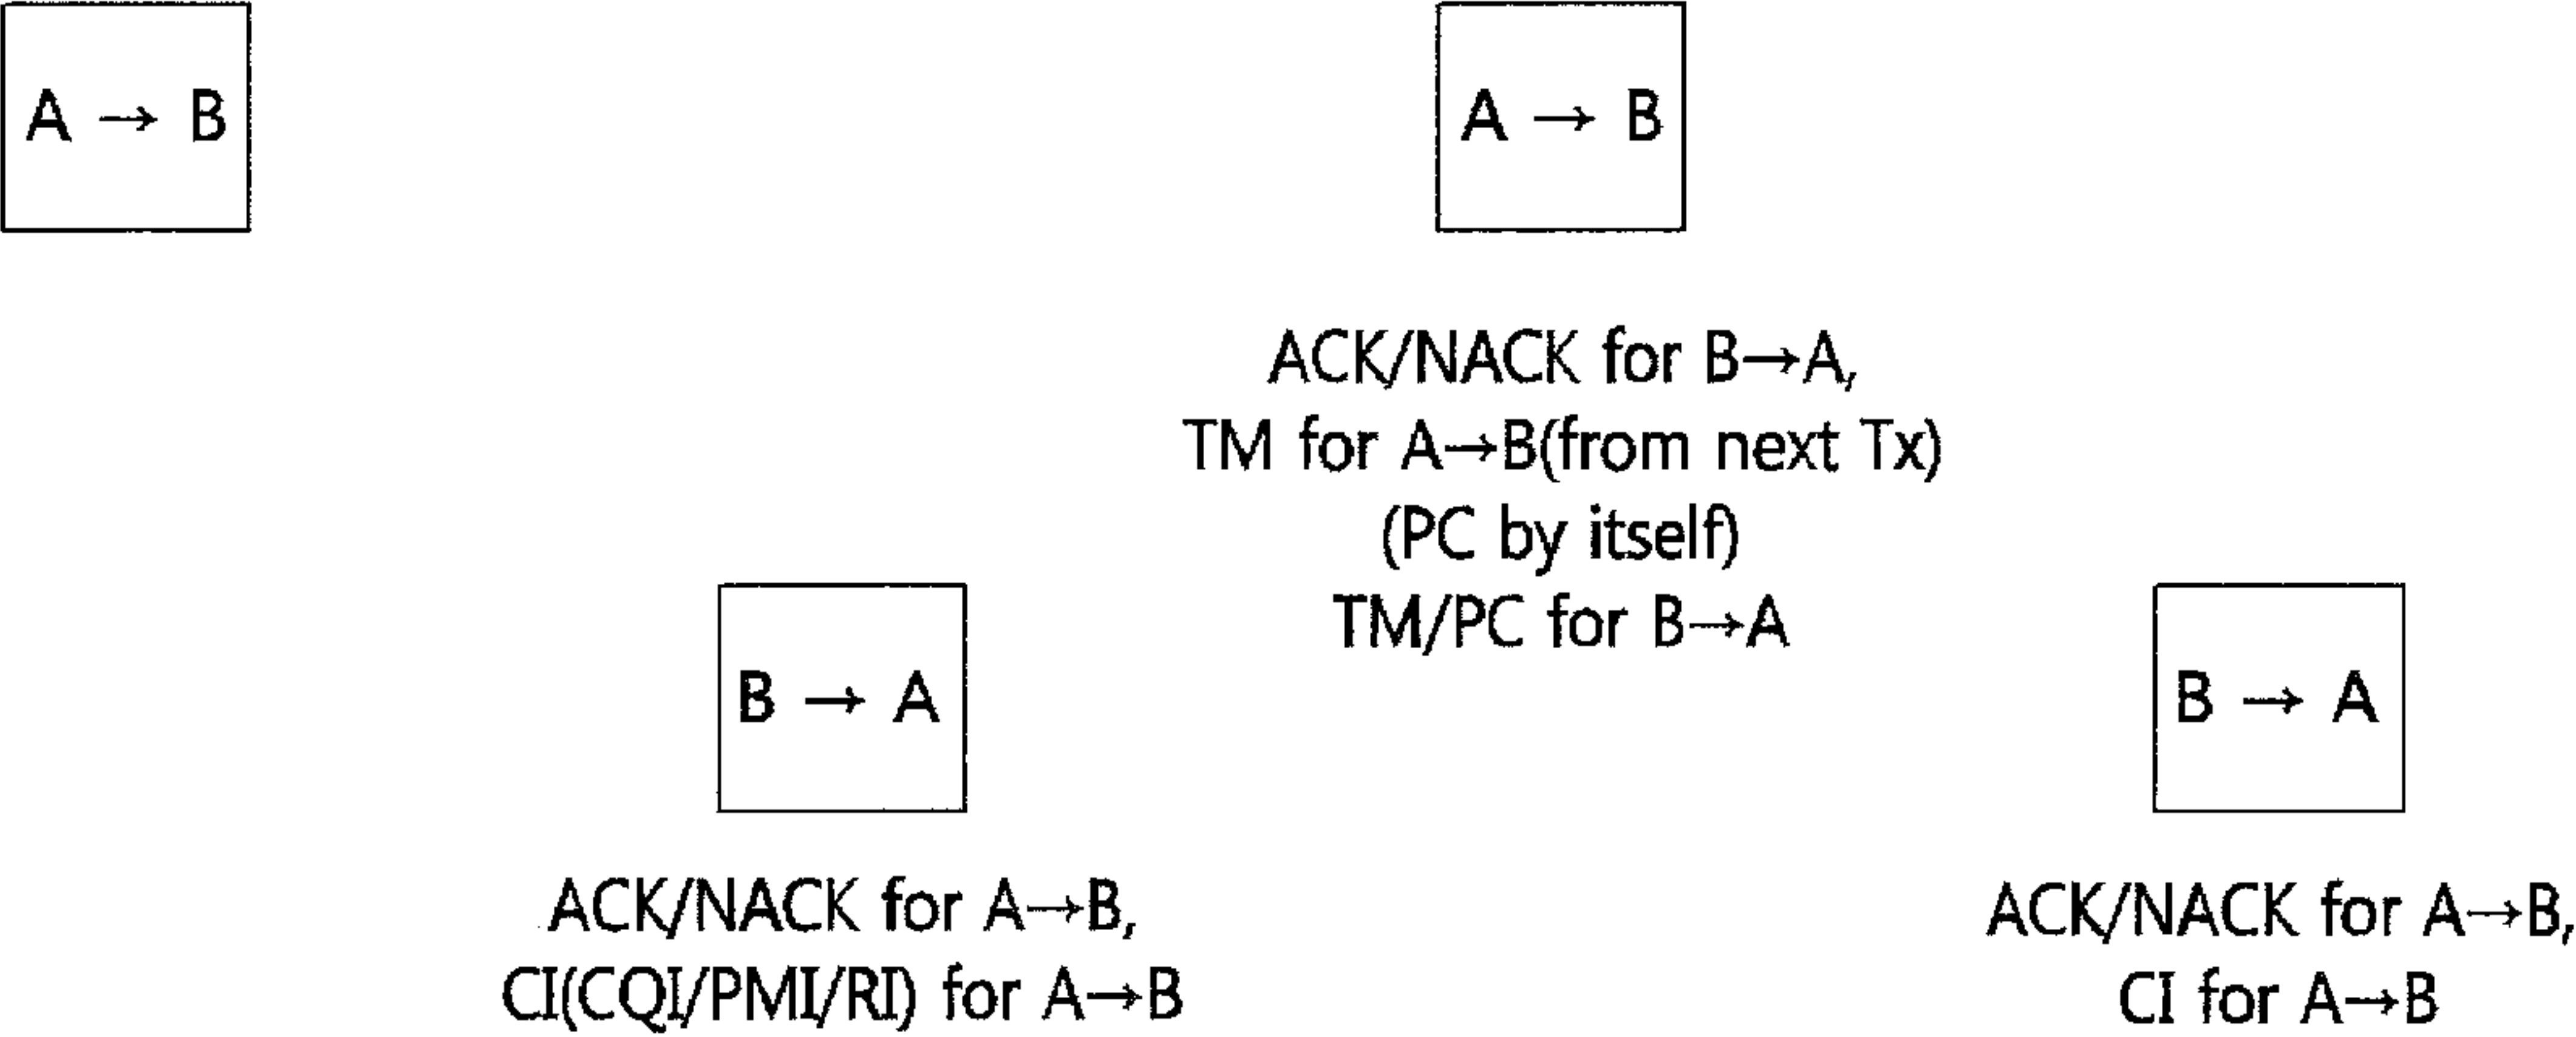 A → B
A → B
ACK/NACK for B→A,
TM for A→B(from next Tx)
(PC by itself)
TM/PC for B→A
B → A
ACK/NACK for A→B,
CI(CQI/PMI/RI) for A→B
B → A
ACK/NACK for A→B,
CI for A→B